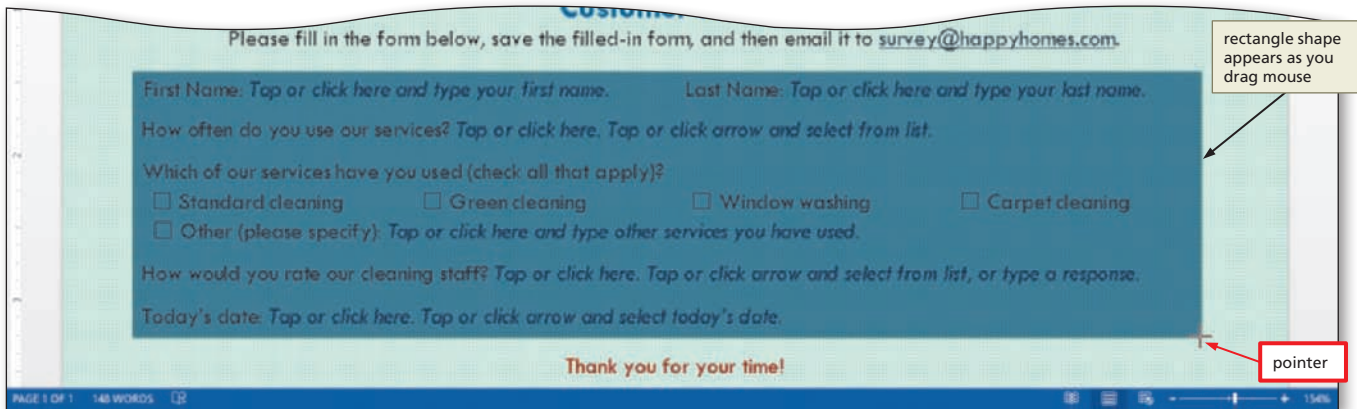 Customer
Please fill in the form below, save the filled-in form, and then email it to survey@happyhomes.com.
rectangle shape
appears as you
drag mouse
First Name: Tap or click here and type your first name. Last Name: Tap or click here and type your last name.
How often do you use our services? Tap or click here. Tap or click arrow and select from list.
Which of our services have you used (check all that apply)?
☐ Standard cleaning ☐ Green cleaning ☐ Window washing ☐ Carpet cleaning
☐ Other (please specify): Tap or click here and type other services you have used.
How would you rate our cleaning staff? Tap or click here. Tap or click arrow and select from list, or type a response.
Today's date: Tap or click here. Tap or click arrow and select today's date.
Thank you for your time!
pointer
PAGE 1 OF 1 148 WORDS 154%